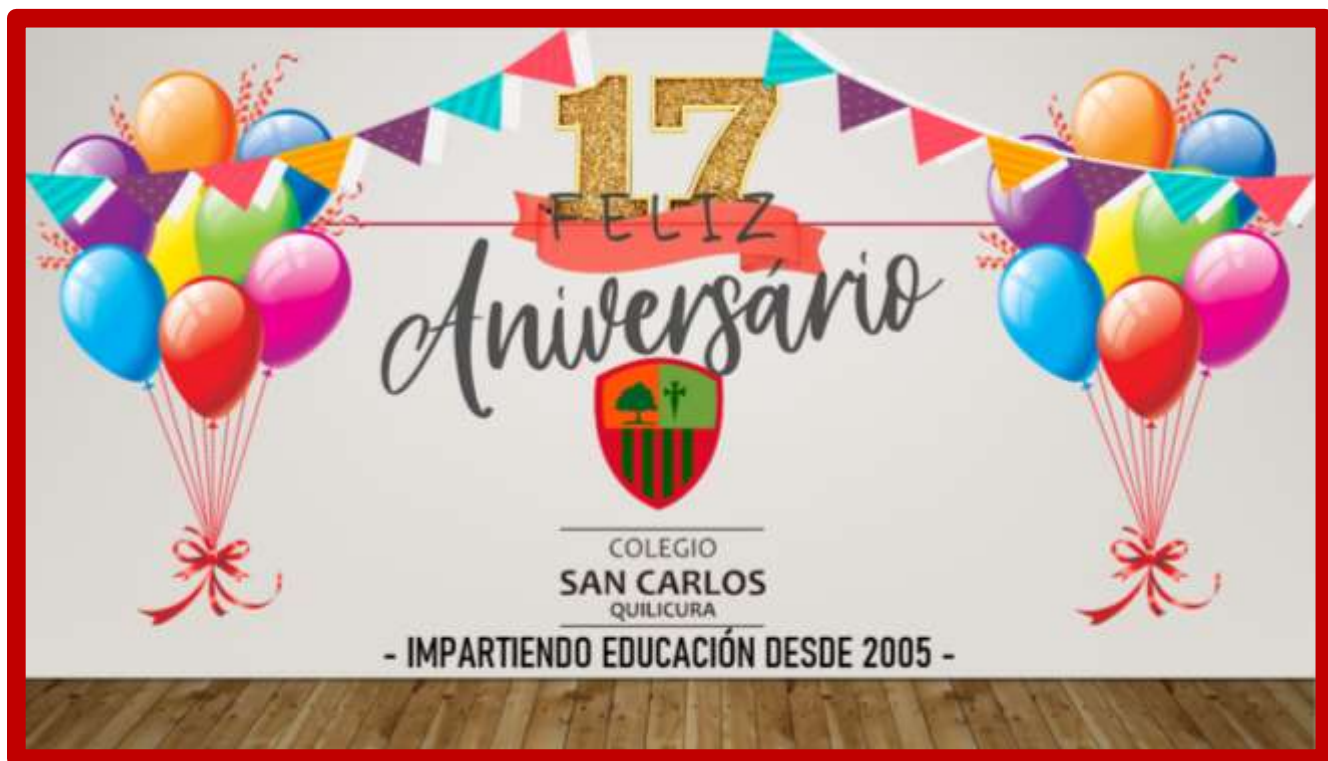 17
FELIZ
Aniversário
COLEGIO
SAN CARLOS
QUILICURA
- IMPARTIENDO EDUCACIÓN DESDE 2005 -